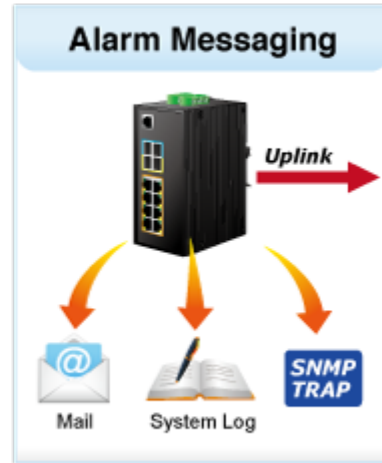 Alarm Messaging
Uplink
@
Mail
System Log
SNMP
TRAP